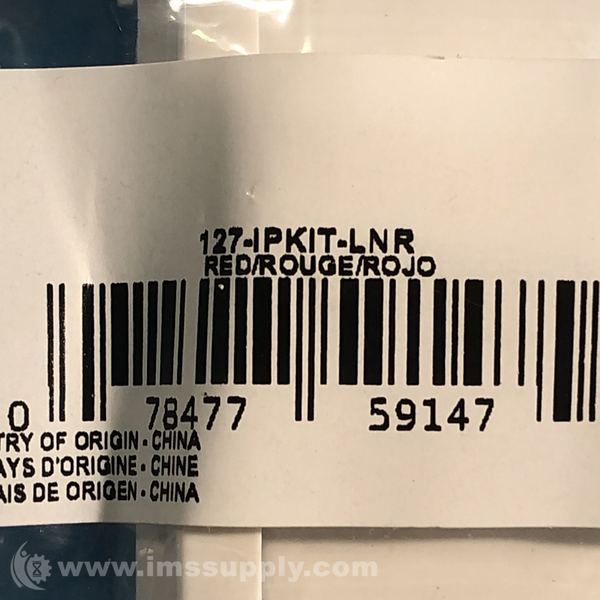 127-IPKIT-LNR
RED/ROUGE/ROJO
0 78477 59147
TRY OF ORIGIN - CHINA
AYS D'ORIGINE - CHINE
AIS DE ORIGEN - CHINA
www.imssupply.com